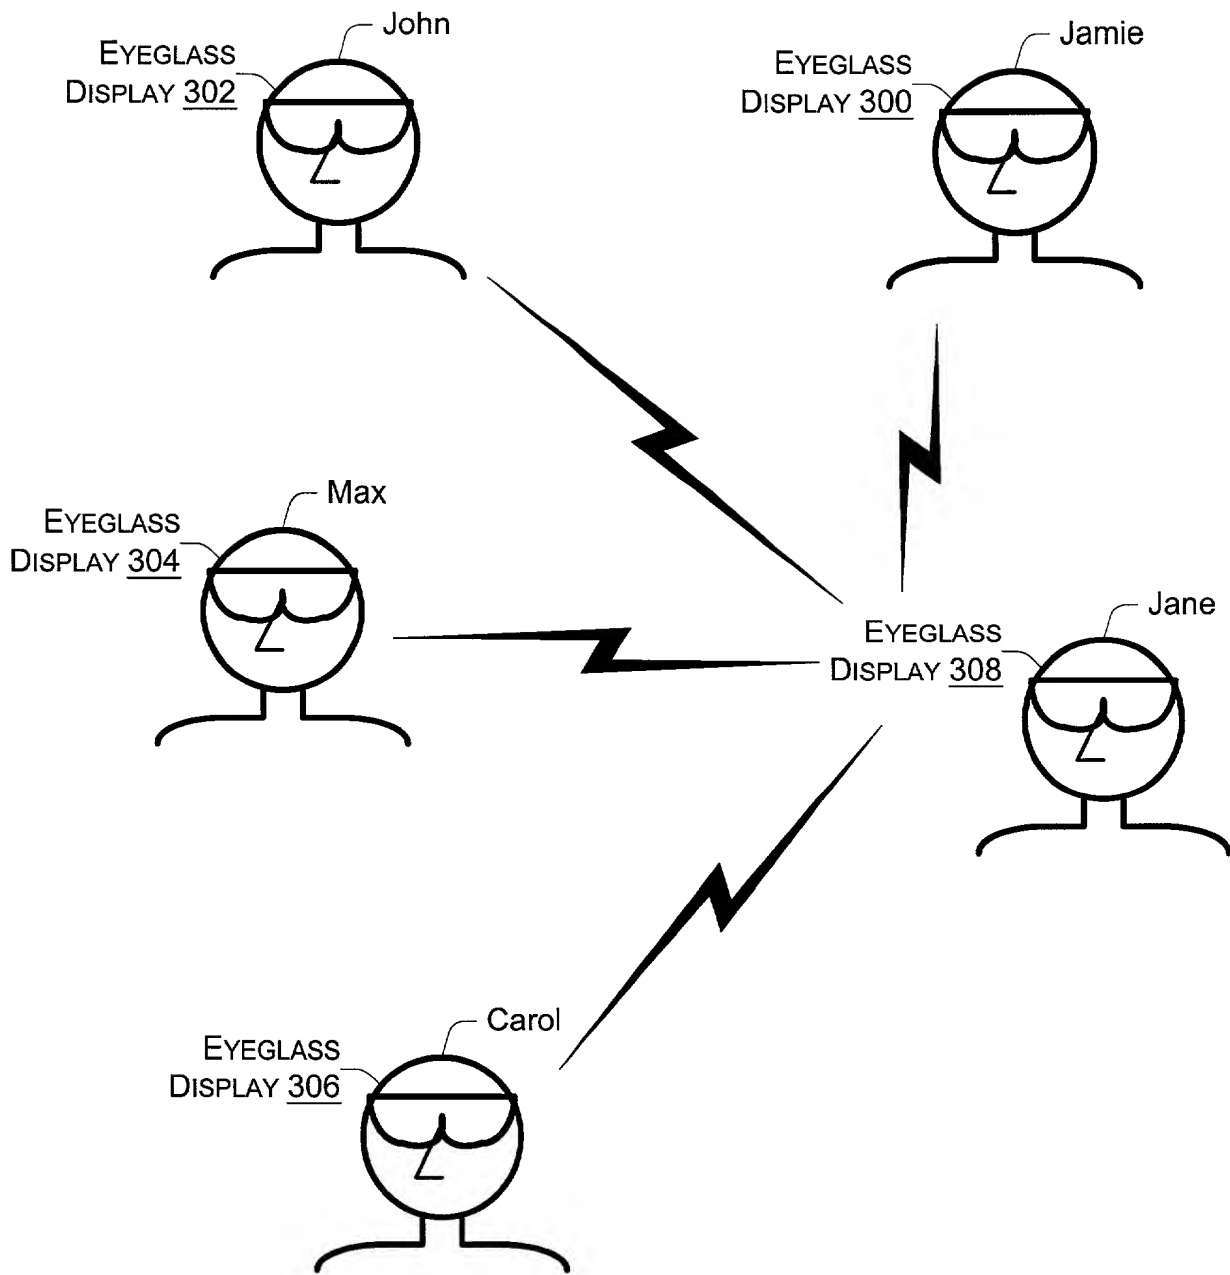 John
EYEGLASS
DISPLAY 302
Jamie
EYEGLASS
DISPLAY 300
Max
EYEGLASS
DISPLAY 304
Jane
EYEGLASS
DISPLAY 308
Carol
EYEGLASS
DISPLAY 306